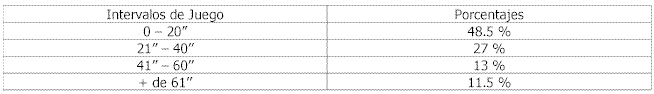 Intervalos de Juego Porcentajes
0 – 20” 48.5 %
21” – 40” 27 %
41” – 60” 13 %
+ de 61” 11.5 %